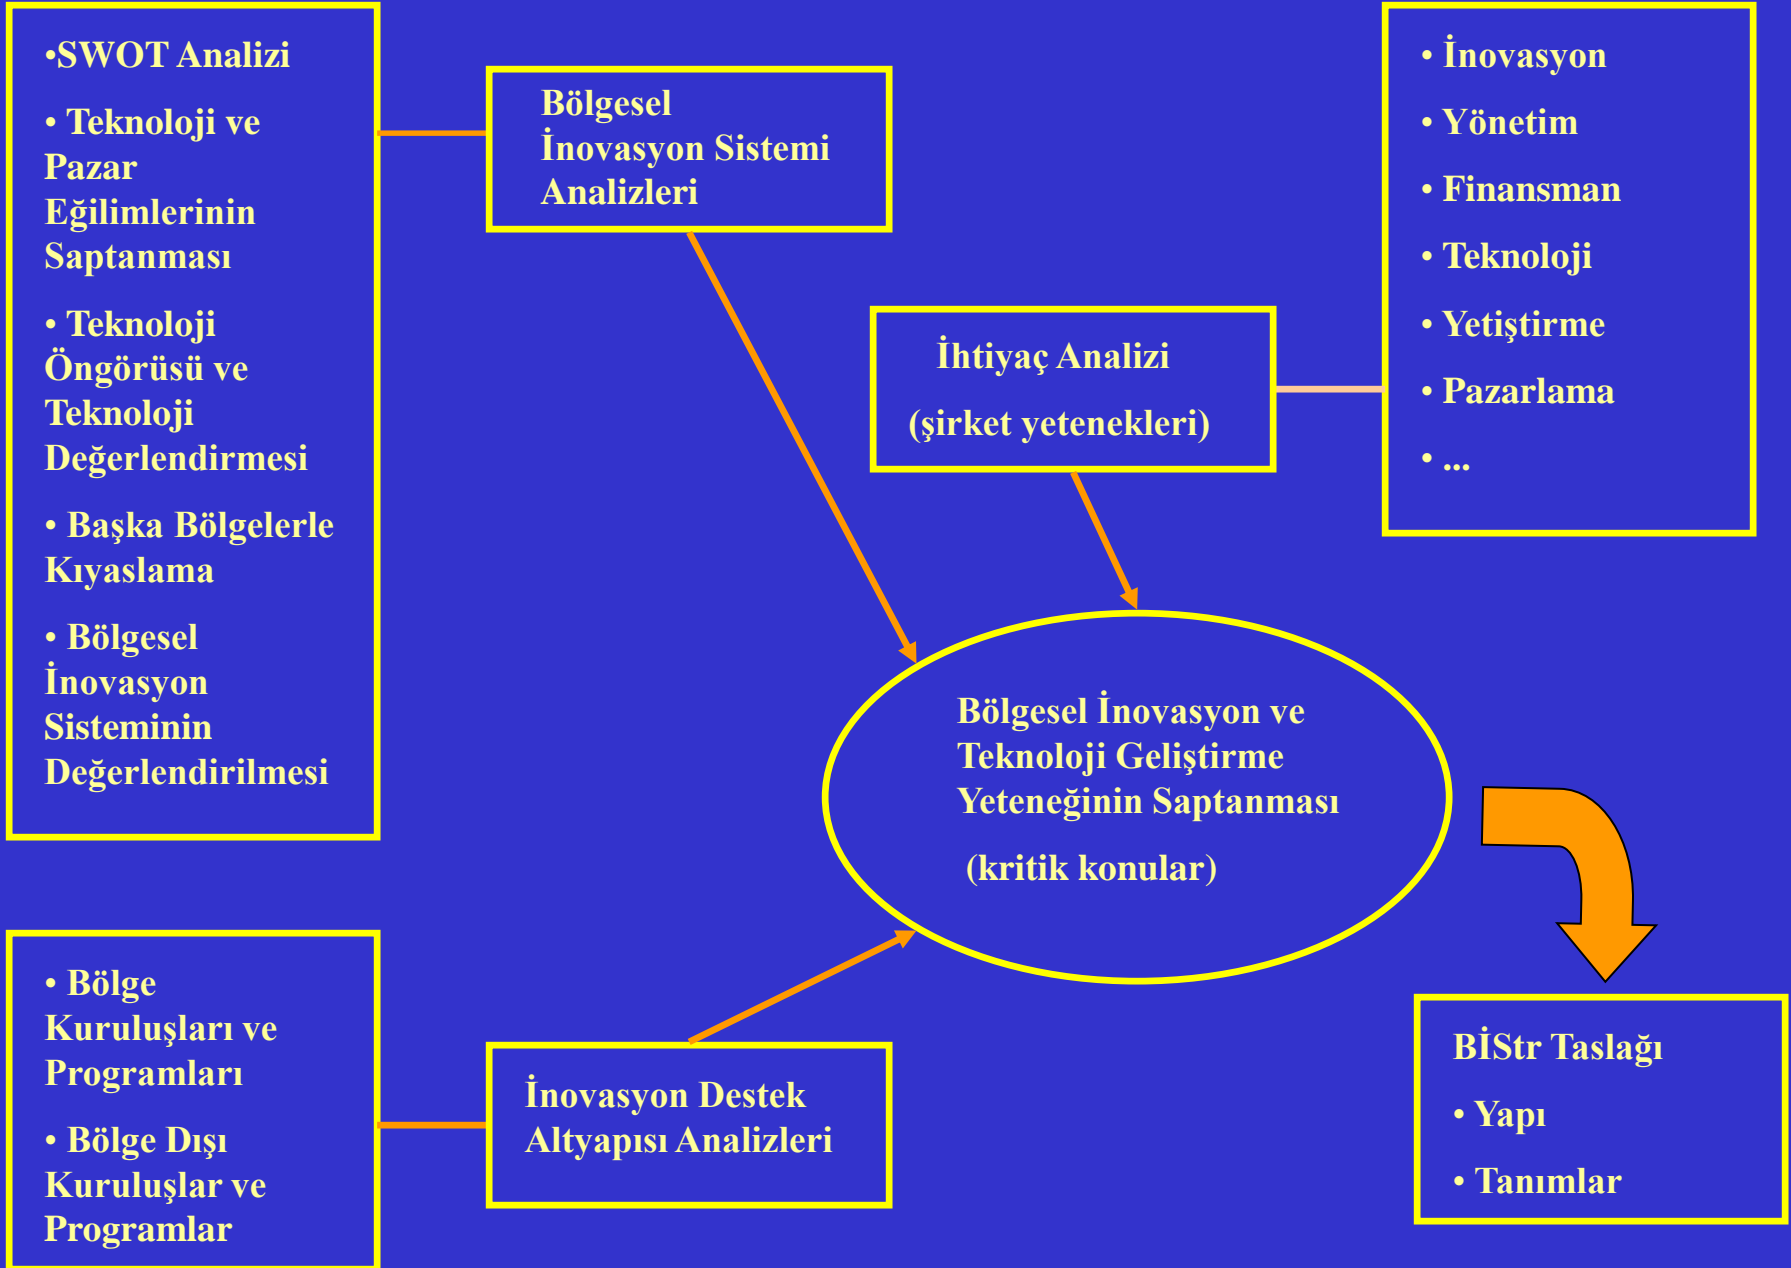 •SWOT Analizi
• Teknoloji ve
Pazar
Eğilimlerinin
Saptanması
• Teknoloji
Öngörüsü ve
Teknoloji
Değerlendirmesi
• Başka Bölgelerle
Kıyaslama
• Bölgesel
İnovasyon
Sisteminin
Değerlendirilmesi
Bölgesel
İnovasyon Sistemi
Analizleri
İhtiyaç Analizi
(şirket yetenekleri)
• İnovasyon
• Yönetim
• Finansman
• Teknoloji
• Yetiştirme
• Pazarlama
• ...
Bölgesel İnovasyon ve
Teknoloji Geliştirme
Yeteneğinin Saptanması
(kritik konular)
• Bölge
Kuruluşları ve
Programları
• Bölge Dışı
Kuruluşlar ve
Programlar
İnovasyon Destek
Altyapısı Analizleri
BİStr Taslağı
• Yapı
• Tanımlar